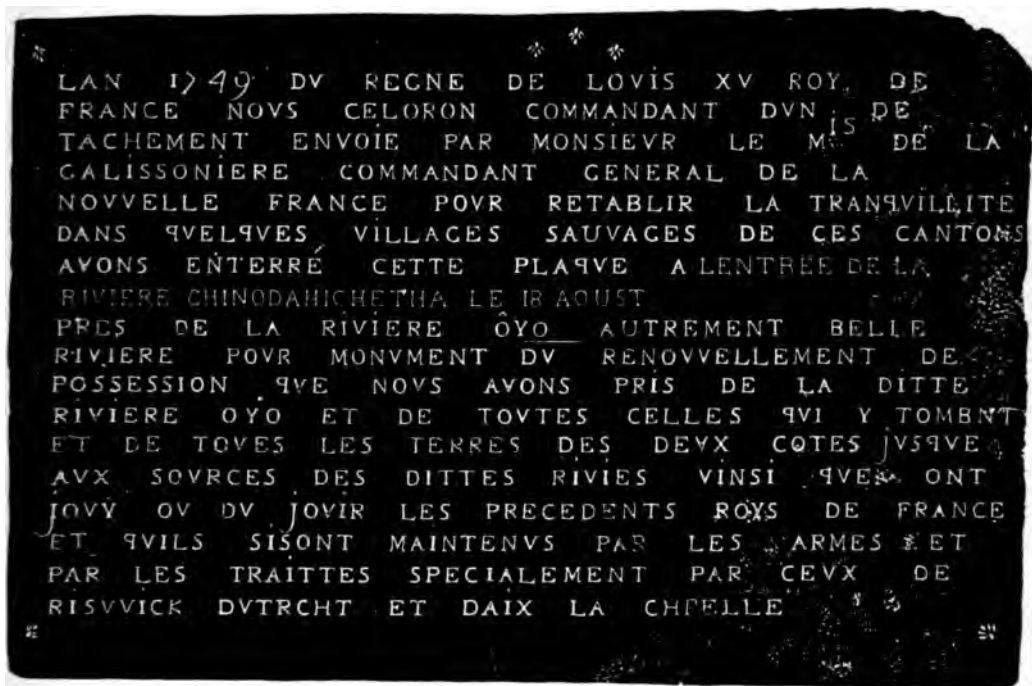 LAN 1749 DV REGNE DE LOVIS XV ROY DE
FRANCE NOVS CELORON COMMANDANT DVN DE
TACHEMENT ENVOIE PAR MONSIEVR LE MIS DE LA
GALISSONIERE COMMANDANT GENERAL DE LA
NOVVELLE FRANCE POVR RETABLIR LA TRANQVILLITE
DANS QVELQVES VILLAGES SAUVAGES DE CES CANTONS
AVONS ENTERRÉ CETTE PLAQVE A LENTREE DE LA
RIVIERE CHINODAHICHETHA LE 18 AOUST
PRES DE LA RIVIERE ÔYO AUTREMENT BELLE
RIVIERE POVR MONVMENT DV RENOVVELLEMENT DE
POSSESSION QVE NOVS AVONS PRIS DE LA DITTE
RIVIERE OYO ET DE TOVTES CELLES QVI Y TOMBNT
ET DE TOVES LES TERRES DES DEVX COTES JVSQVE
AVX SOVRCES DES DITTES RIVIES VINSI QVE ONT
JOVY OV DV JOVIR LES PRECEDENTS ROYS DE FRANCE
ET QVILS SISONT MAINTENVS PAR LES ARMES ET
PAR LES TRAITTES SPECIALEMENT PAR CEVX DE
RISVVICK DVTRCHT ET DAIX LA CHPELLE